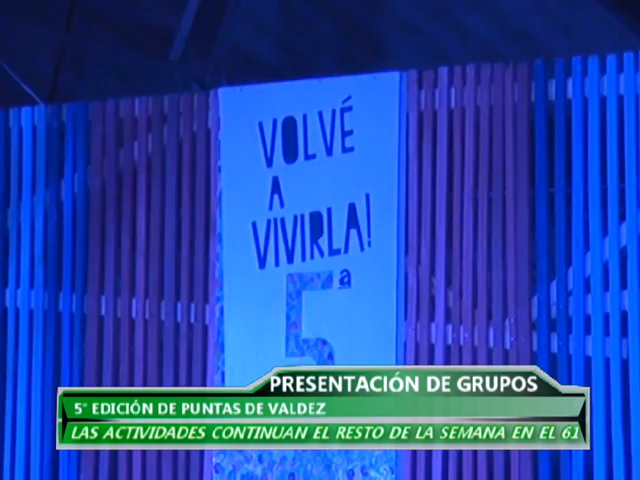 VOLVÉ
A
VIVIRLA!
5ª
PRESENTACIÓN DE GRUPOS
5° EDICIÓN DE PUNTAS DE VALDEZ
LAS ACTIVIDADES CONTINUAN EL RESTO DE LA SEMANA EN EL 61